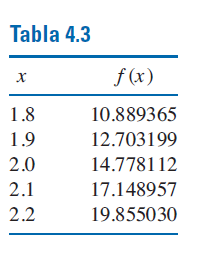 Tabla 4.3
x f(x)
1.8 10.889365
1.9 12.703199
2.0 14.778112
2.1 17.148957
2.2 19.855030